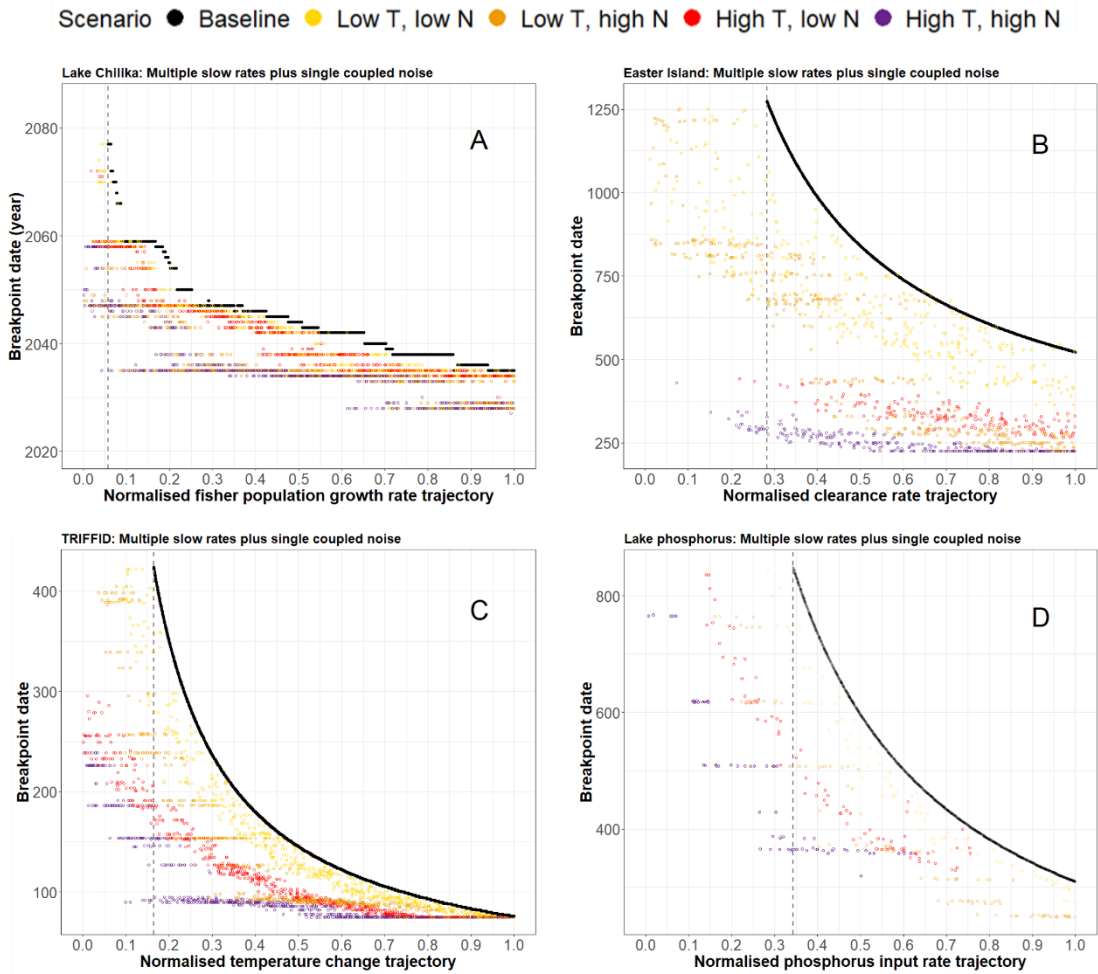 Scenario Baseline Low T, low N Low T, high N High T, low N High T, high N
Lake Chilika: Multiple slow rates plus single coupled noise
A
Breakpoint date (year)
2080
2060
2040
2020
0.0 0.1 0.2 0.3 0.4 0.5 0.6 0.7 0.8 0.9 1.0
Normalised fisher population growth rate trajectory
Easter Island: Multiple slow rates plus single coupled noise
B
Breakpoint date
1250
1000
750
500
250
0.0 0.1 0.2 0.3 0.4 0.5 0.6 0.7 0.8 0.9 1.0
Normalised clearance rate trajectory
TRIFFID: Multiple slow rates plus single coupled noise
C
Breakpoint date
400
300
200
100
0.0 0.1 0.2 0.3 0.4 0.5 0.6 0.7 0.8 0.9 1.0
Normalised temperature change trajectory
Lake phosphorus: Multiple slow rates plus single coupled noise
D
Breakpoint date
800
600
400
0.0 0.1 0.2 0.3 0.4 0.5 0.6 0.7 0.8 0.9 1.0
Normalised phosphorus input rate trajectory